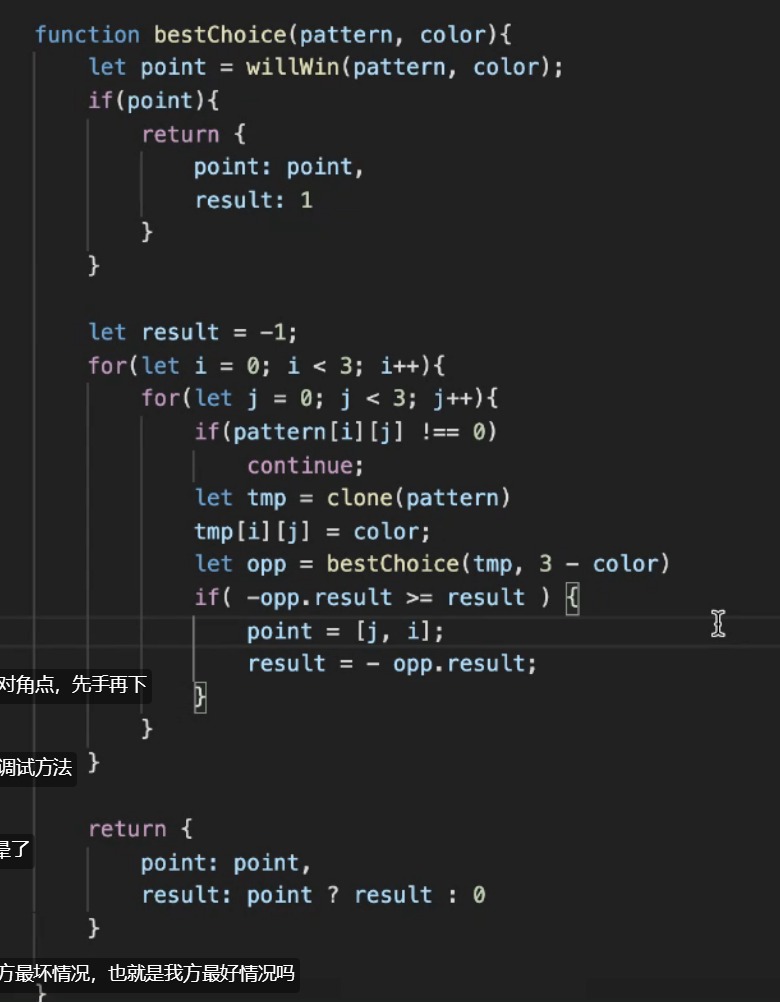 function bestChoice(pattern, color){
    let point = willWin(pattern, color);
    if(point){
        return {
            point: point,
            result: 1
        }
    }

    let result = -1;
    for(let i = 0; i < 3; i++){
        for(let j = 0; j < 3; j++){
            if(pattern[i][j] !== 0)
                continue;
            let tmp = clone(pattern)
            tmp[i][j] = color;
            let opp = bestChoice(tmp, 3 - color)
            if( -opp.result >= result ) {
                point = [j, i];
                result = - opp.result;
对角点，先手再下
            }
        }
    }
调试方法

    return {
晕了
        point: point,
        result: point ? result : 0
    }
方最坏情况，也就是我方最好情况吗
}